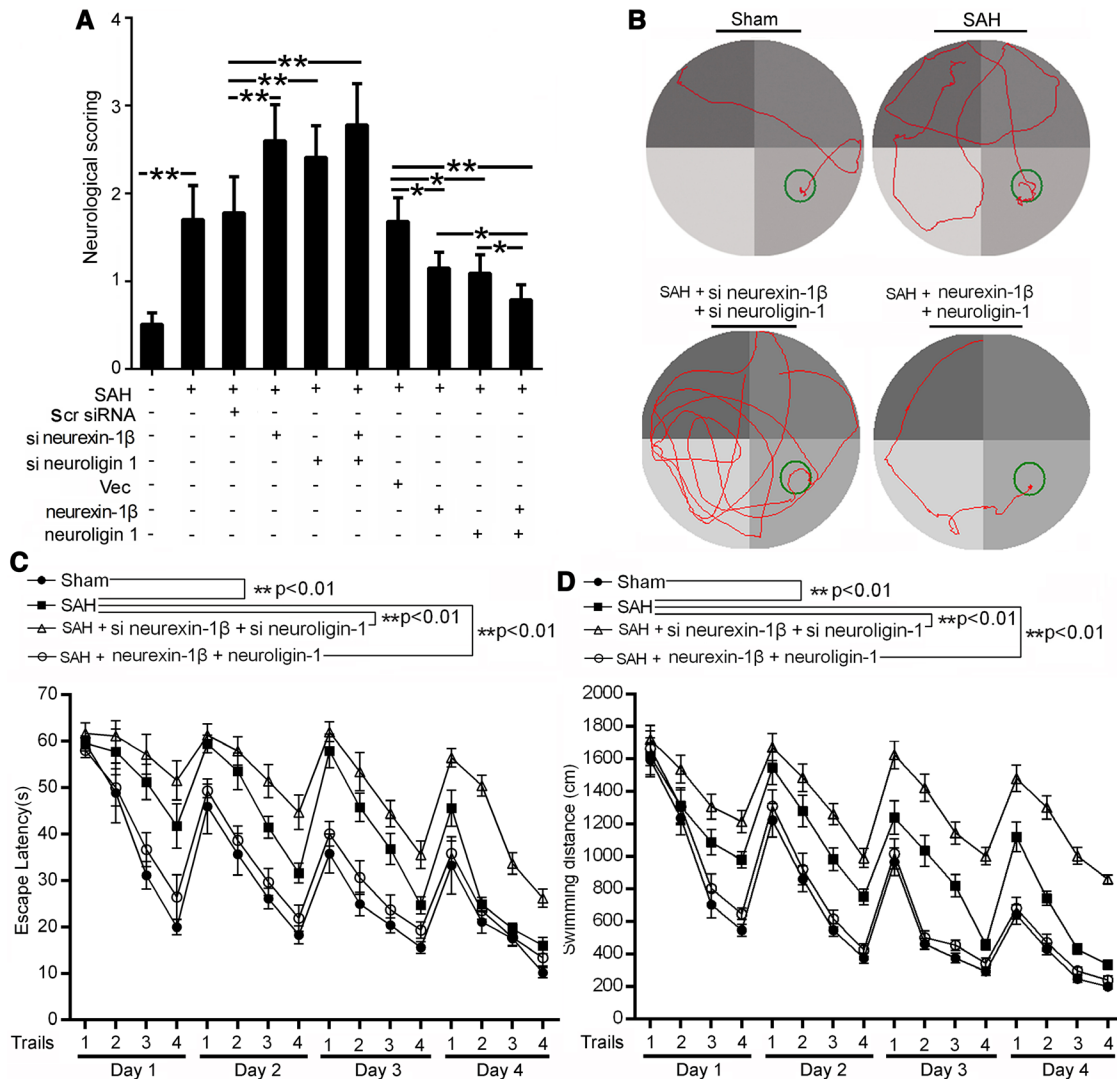 A
Neurological scoring
4
3
2
1
0
**
**
**
**
**
*
*
*
*
SAH - + + + + + + + + +
Scr siRNA - - + - - - - - - -
si neurexin-1β - - - + - + - - - -
si neuroligin 1 - - - - + + - - - -
Vec - - - - - - + - - -
neurexin-1β - - - - - - - + - +
neuroligin 1 - - - - - - - - + +
B
Sham
SAH
SAH + si neurexin-1β
+ si neuroligin-1
SAH + neurexin-1β
+ neuroligin-1
C
Sham
SAH
SAH + si neurexin-1β + si neuroligin-1
SAH + neurexin-1β + neuroligin-1
**p<0.01
**p<0.01
**p<0.01
Escape Latency(s)
70
60
50
40
30
20
10
0
Trails 1 2 3 4 1 2 3 4 1 2 3 4 1 2 3 4
Day 1 Day 2 Day 3 Day 4
D
Sham
SAH
SAH + si neurexin-1β + si neuroligin-1
SAH + neurexin-1β + neuroligin-1
** p<0.01
**p<0.01
**p<0.01
Swimming distance (cm)
2000
1800
1600
1400
1200
1000
800
600
400
200
0
Trails 1 2 3 4 1 2 3 4 1 2 3 4 1 2 3 4
Day 1 Day 2 Day 3 Day 4